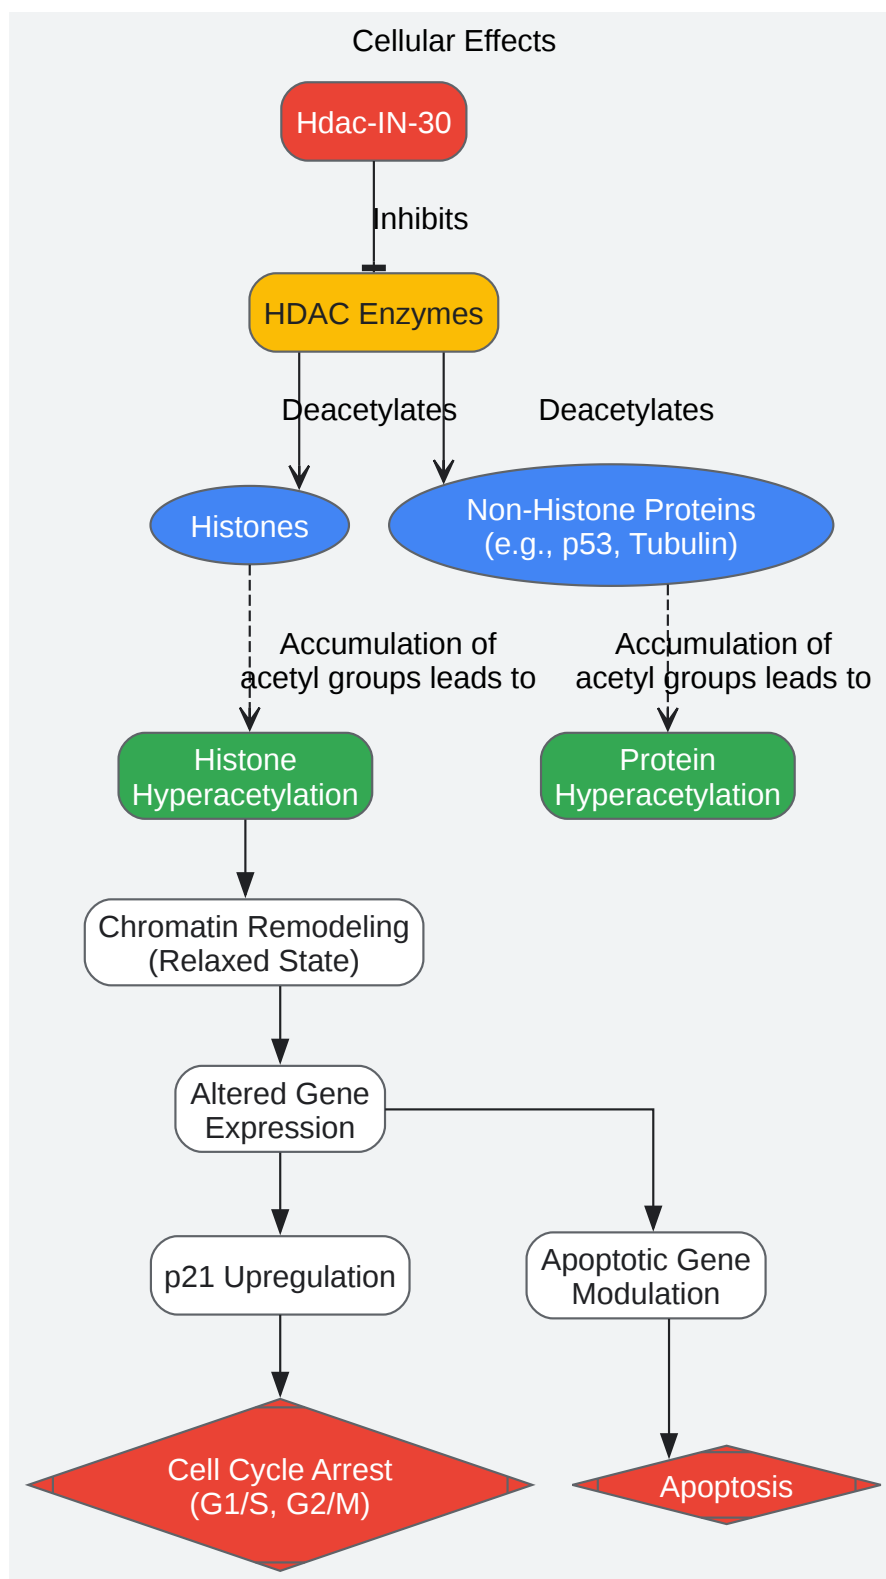 Cellular Effects
Hdac-IN-30
Inhibits
HDAC Enzymes
Deacetylates
Deacetylates
Histones
Non-Histone Proteins
(e.g., p53, Tubulin)
Accumulation of
acetyl groups leads to
Accumulation of
acetyl groups leads to
Histone
Hyperacetylation
Protein
Hyperacetylation
Chromatin Remodeling
(Relaxed State)
Altered Gene
Expression
p21 Upregulation
Apoptotic Gene
Modulation
Cell Cycle Arrest
(G1/S, G2/M)
Apoptosis